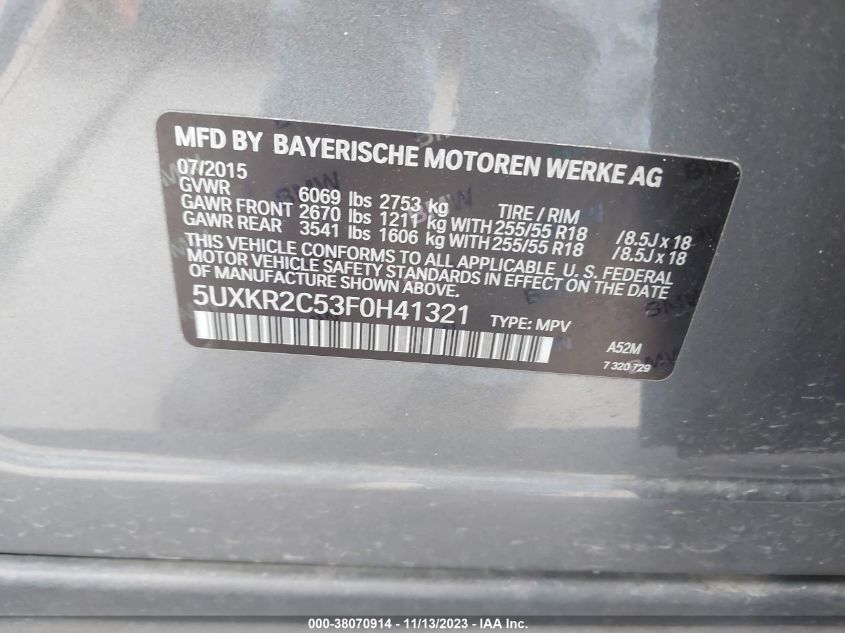 MFD BY BAYERISCHE MOTOREN WERKE AG
07/2015
GVWR 6069 lbs 2753 kg TIRE / RIM
GAWR FRONT 2670 lbs 1211 kg WITH 255/55 R18 /8.5J x 18
GAWR REAR 3541 lbs 1606 kg WITH 255/55 R18 /8.5J x 18
THIS VEHICLE CONFORMS TO ALL APPLICABLE U. S. FEDERAL
MOTOR VEHICLE SAFETY STANDARDS IN EFFECT ON THE DATE
OF MANUFACTURE SHOWN ABOVE.
5UXKR2C53F0H41321 TYPE: MPV
A52M
7 320 729
000-38070914 - 11/13/2023 - IAA Inc.